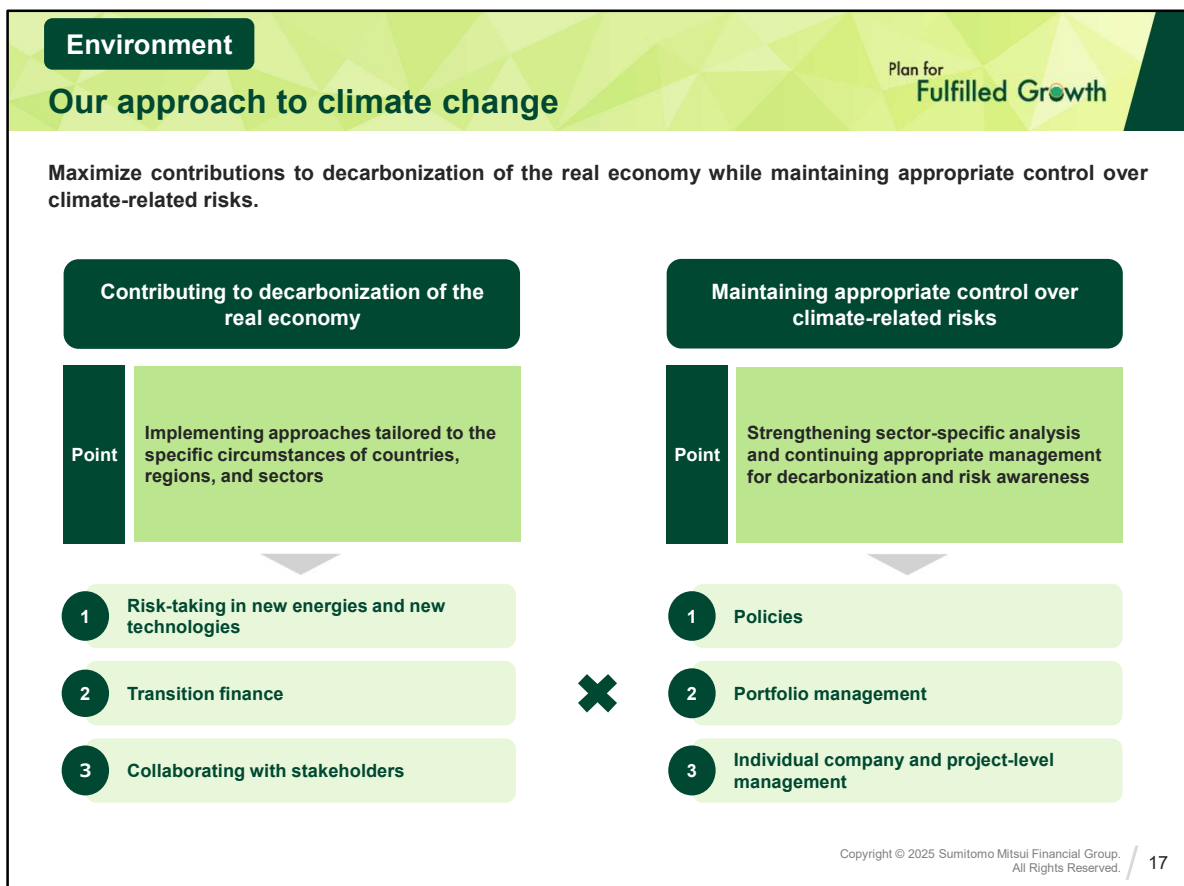 Environment
Our approach to climate change
Plan for
Fulfilled Growth
Maximize contributions to decarbonization of the real economy while maintaining appropriate control over
climate-related risks.
Contributing to decarbonization of the
real economy
Point
Implementing approaches tailored to the
specific circumstances of countries,
regions, and sectors
1
Risk-taking in new energies and new
technologies
2
Transition finance
3
Collaborating with stakeholders
Maintaining appropriate control over
climate-related risks
Point
Strengthening sector-specific analysis
and continuing appropriate management
for decarbonization and risk awareness
1
Policies
2
Portfolio management
3
Individual company and project-level
management
Copyright © 2025 Sumitomo Mitsui Financial Group.
All Rights Reserved.
17